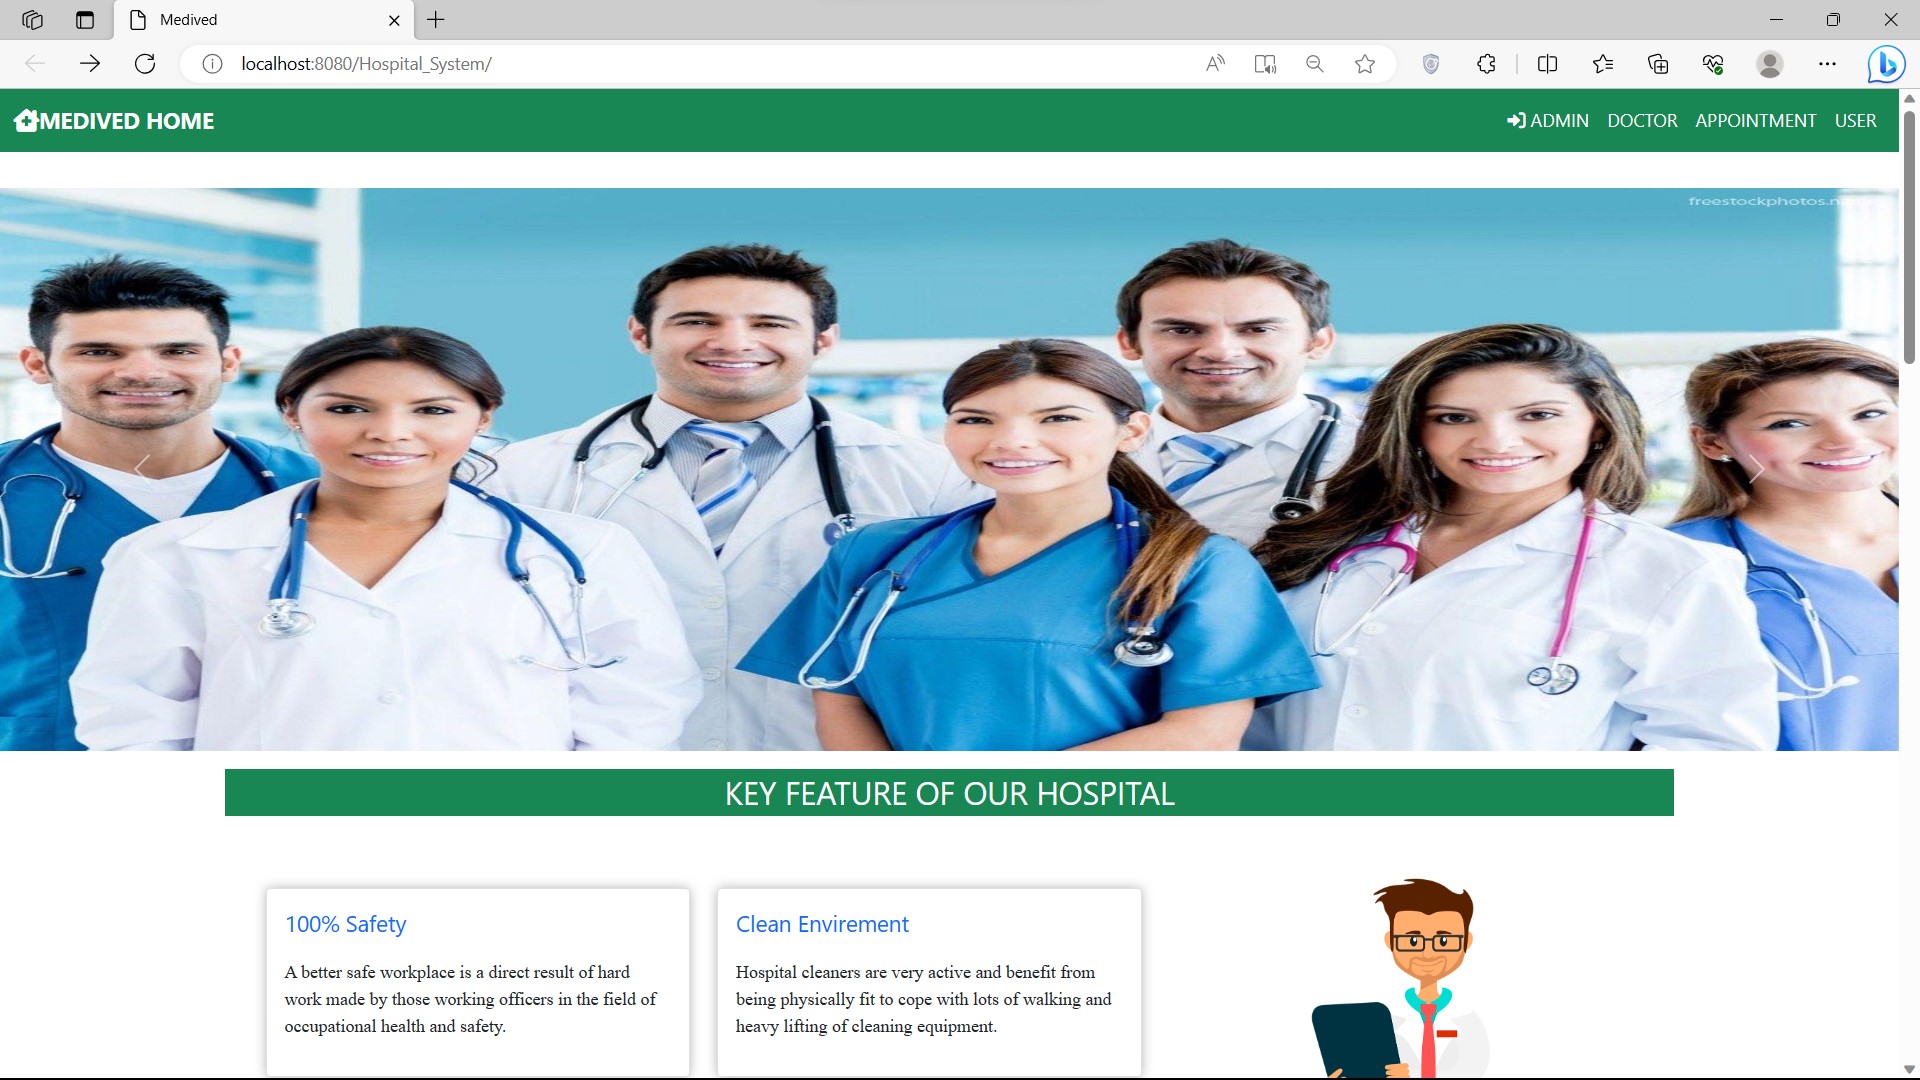 Medived
localhost:8080/Hospital_System/
MEDIVED HOME
ADMIN DOCTOR APPOINTMENT USER
freestockphotos.n
KEY FEATURE OF OUR HOSPITAL
100% Safety
A better safe workplace is a direct result of hard
work made by those working officers in the field of
occupational health and safety.
Clean Envirement
Hospital cleaners are very active and benefit from
being physically fit to cope with lots of walking and
heavy lifting of cleaning equipment.